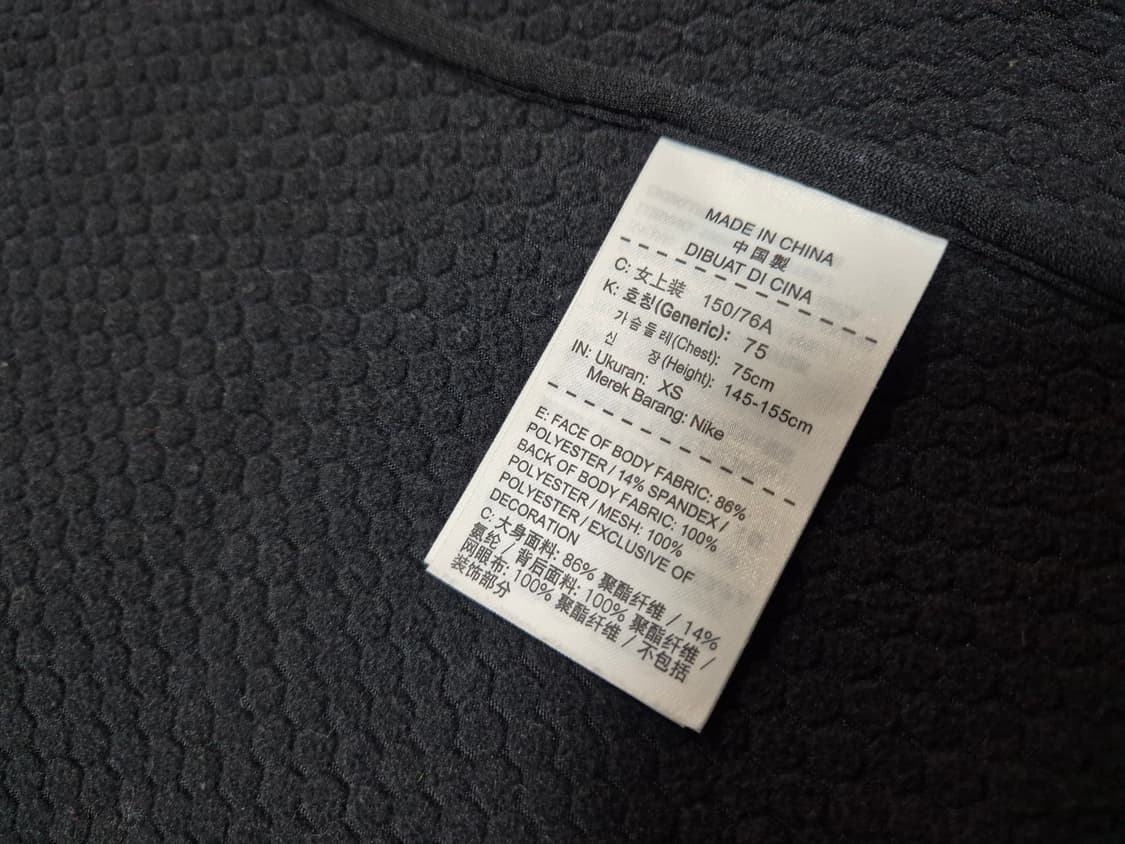 MADE IN CHINA
中国製
DIBUAT DI CINA
C: 女上装 150/76A
K: 호칭(Generic): 75
가슴둘레(Chest): 75cm
신 장(Height): 145-155cm
IN: Ukuran: XS
Merek Barang: Nike
E: FACE OF BODY FABRIC: 86%
POLYESTER / 14% SPANDEX /
BACK OF BODY FABRIC: 100%
POLYESTER / MESH: 100%
POLYESTER / EXCLUSIVE OF
DECORATION
C: 大身面料: 86% 聚酯纤维 / 14%
氨纶 / 背后面料: 100% 聚酯纤维 /
网眼布: 100% 聚酯纤维 / 不包括
装饰部分